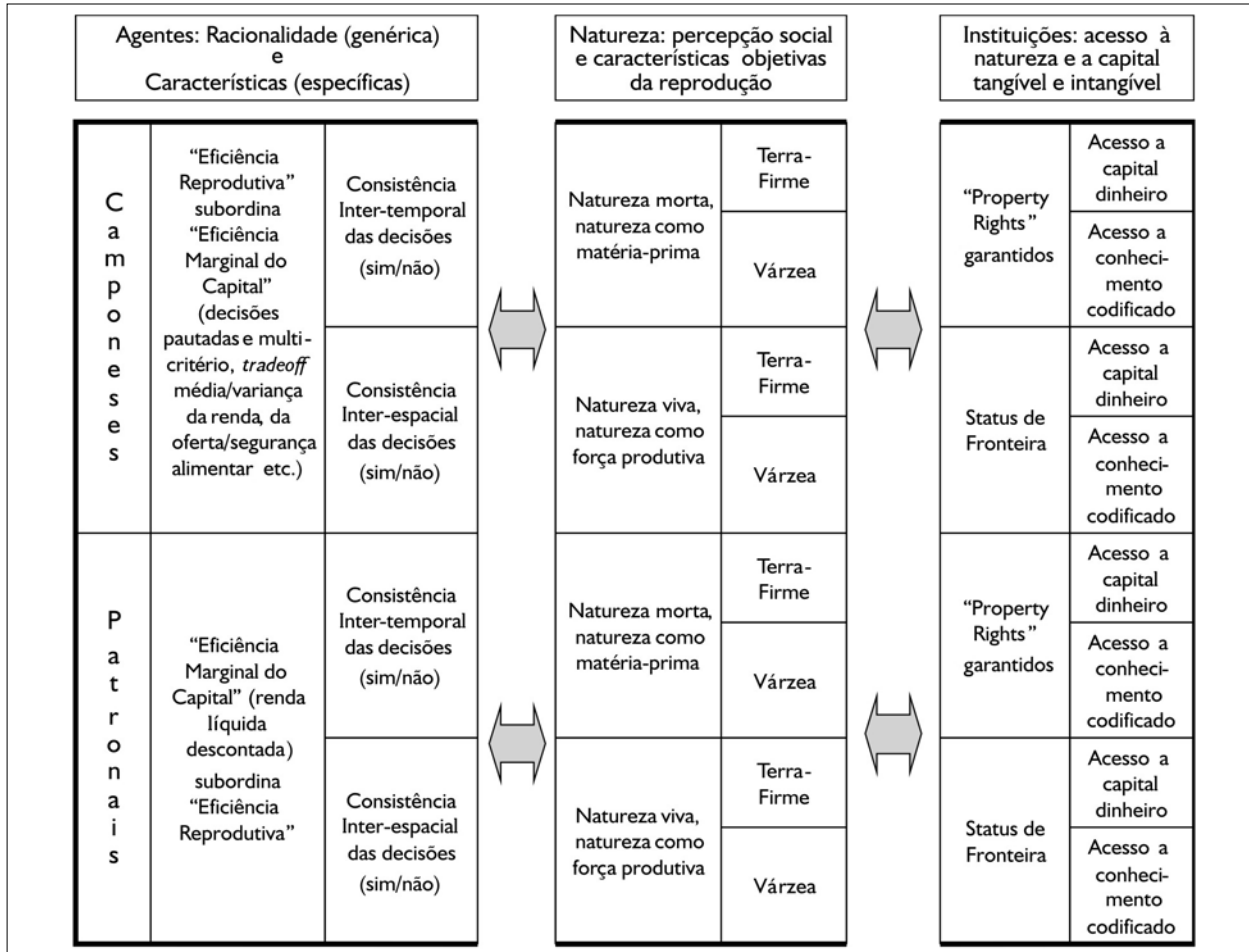 Agentes: Racionalidade (genérica)
e
Características (específicas)
Natureza: percepção social
e características objetivas
da reprodução
Instituições: acesso à
natureza e a capital
tangível e intangível
Camponeses
“Eficiência
Reprodutiva”
subordina
“Eficiência
Marginal do
Capital”
(decisões
pautadas e multi-
critério, tradeoff
média/variança
da renda, da
oferta/segurança
alimentar etc.)
Consistência
Inter-temporal
das decisões
(sim/não)
Consistência
Inter-espacial
das decisões
(sim/não)
Natureza morta,
natureza como
matéria-prima
Terra-
Firme
Várzea
Natureza viva,
natureza como
força produtiva
Terra-
Firme
Várzea
“Property
Rights”
garantidos
Acesso a
capital
dinheiro
Acesso a
conheci-
mento
codificado
Status de
Fronteira
Acesso a
capital
dinheiro
Acesso a
conheci-
mento
codificado
Patronais
“Eficiência
Marginal do
Capital” (renda
líquida
descontada)
subordina
“Eficiência
Reprodutiva”
Consistência
Inter-temporal
das decisões
(sim/não)
Consistência
Inter-espacial
das decisões
(sim/não)
Natureza morta,
natureza como
matéria-prima
Terra-
Firme
Várzea
Natureza viva,
natureza como
força produtiva
Terra-
Firme
Várzea
“Property
Rights”
garantidos
Acesso a
capital
dinheiro
Acesso a
conheci-
mento
codificado
Status de
Fronteira
Acesso a
capital
dinheiro
Acesso a
conheci-
mento
codificado